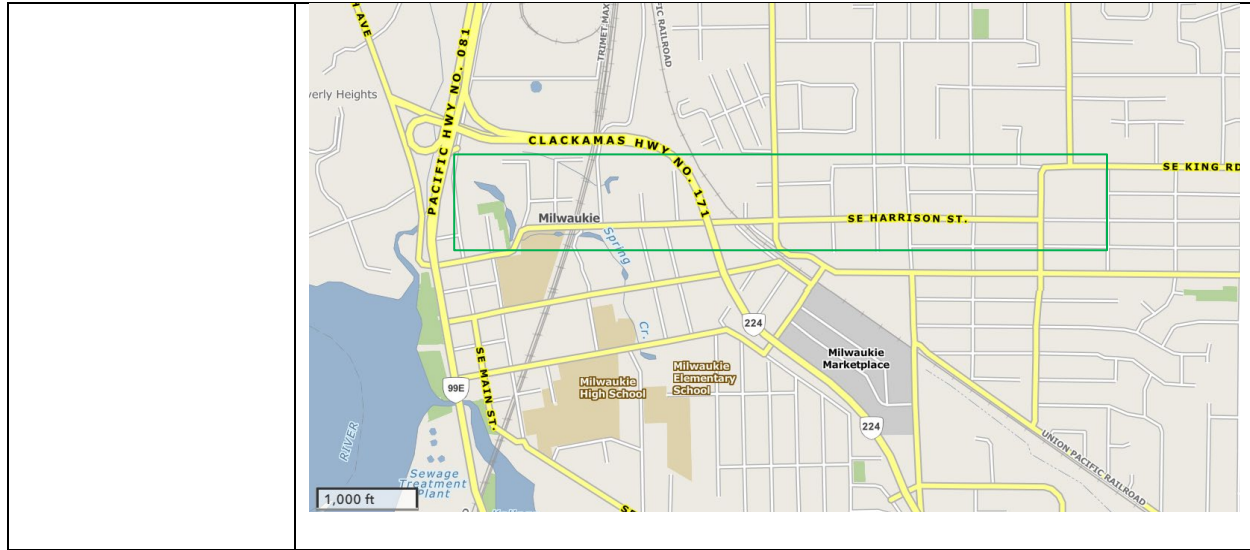 H AVE
PACIFIC HWY NO. 081
TRIMET MAX
FIC RAILROAD
verly Heights
CLACKAMAS HWY NO. 171
SE KING RD
SE HARRISON ST.
Milwaukie
Spring
Cr.
224
Milwaukie
Marketplace
Milwaukie
High School
Milwaukie
Elementary
School
99E
SE MAIN ST.
224
RIVER
UNION PACIFIC RAILROAD
Sewage
Treatment
Plant
1,000 ft